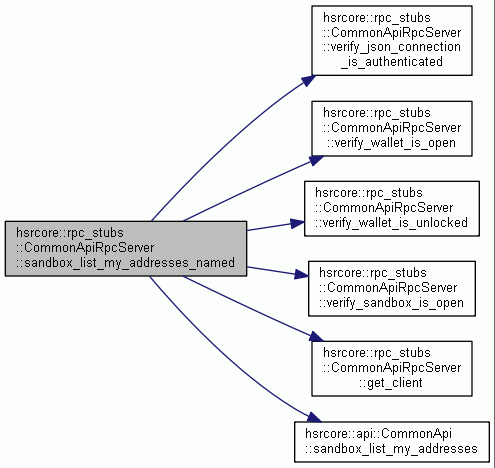 hsrcore::rpc_stubs
::CommonApiRpcServer
::verify_json_connection
_is_authenticated
hsrcore::rpc_stubs
::CommonApiRpcServer
::verify_wallet_is_open
hsrcore::rpc_stubs
::CommonApiRpcServer
::verify_wallet_is_unlocked
hsrcore::rpc_stubs
::CommonApiRpcServer
::sandbox_list_my_addresses_named
hsrcore::rpc_stubs
::CommonApiRpcServer
::verify_sandbox_is_open
hsrcore::rpc_stubs
::CommonApiRpcServer
::get_client
hsrcore::api::CommonApi
::sandbox_list_my_addresses